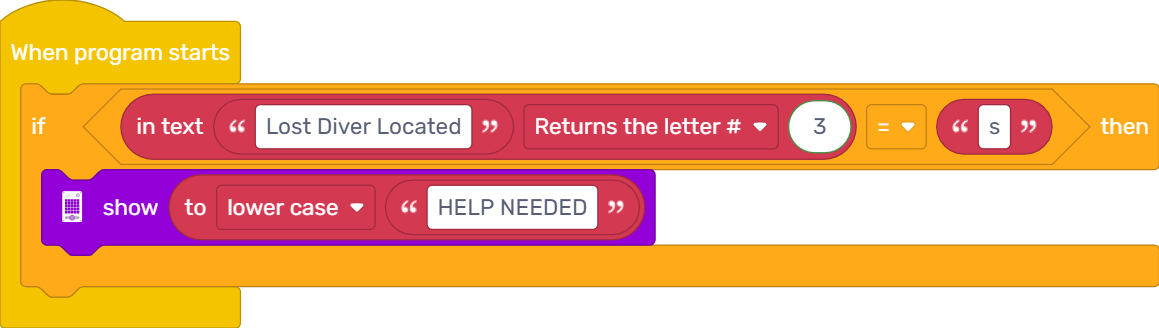 When program starts
if in text “ Lost Diver Located ” Returns the letter # 3 = “ s ” then
show to lower case “ HELP NEEDED ”